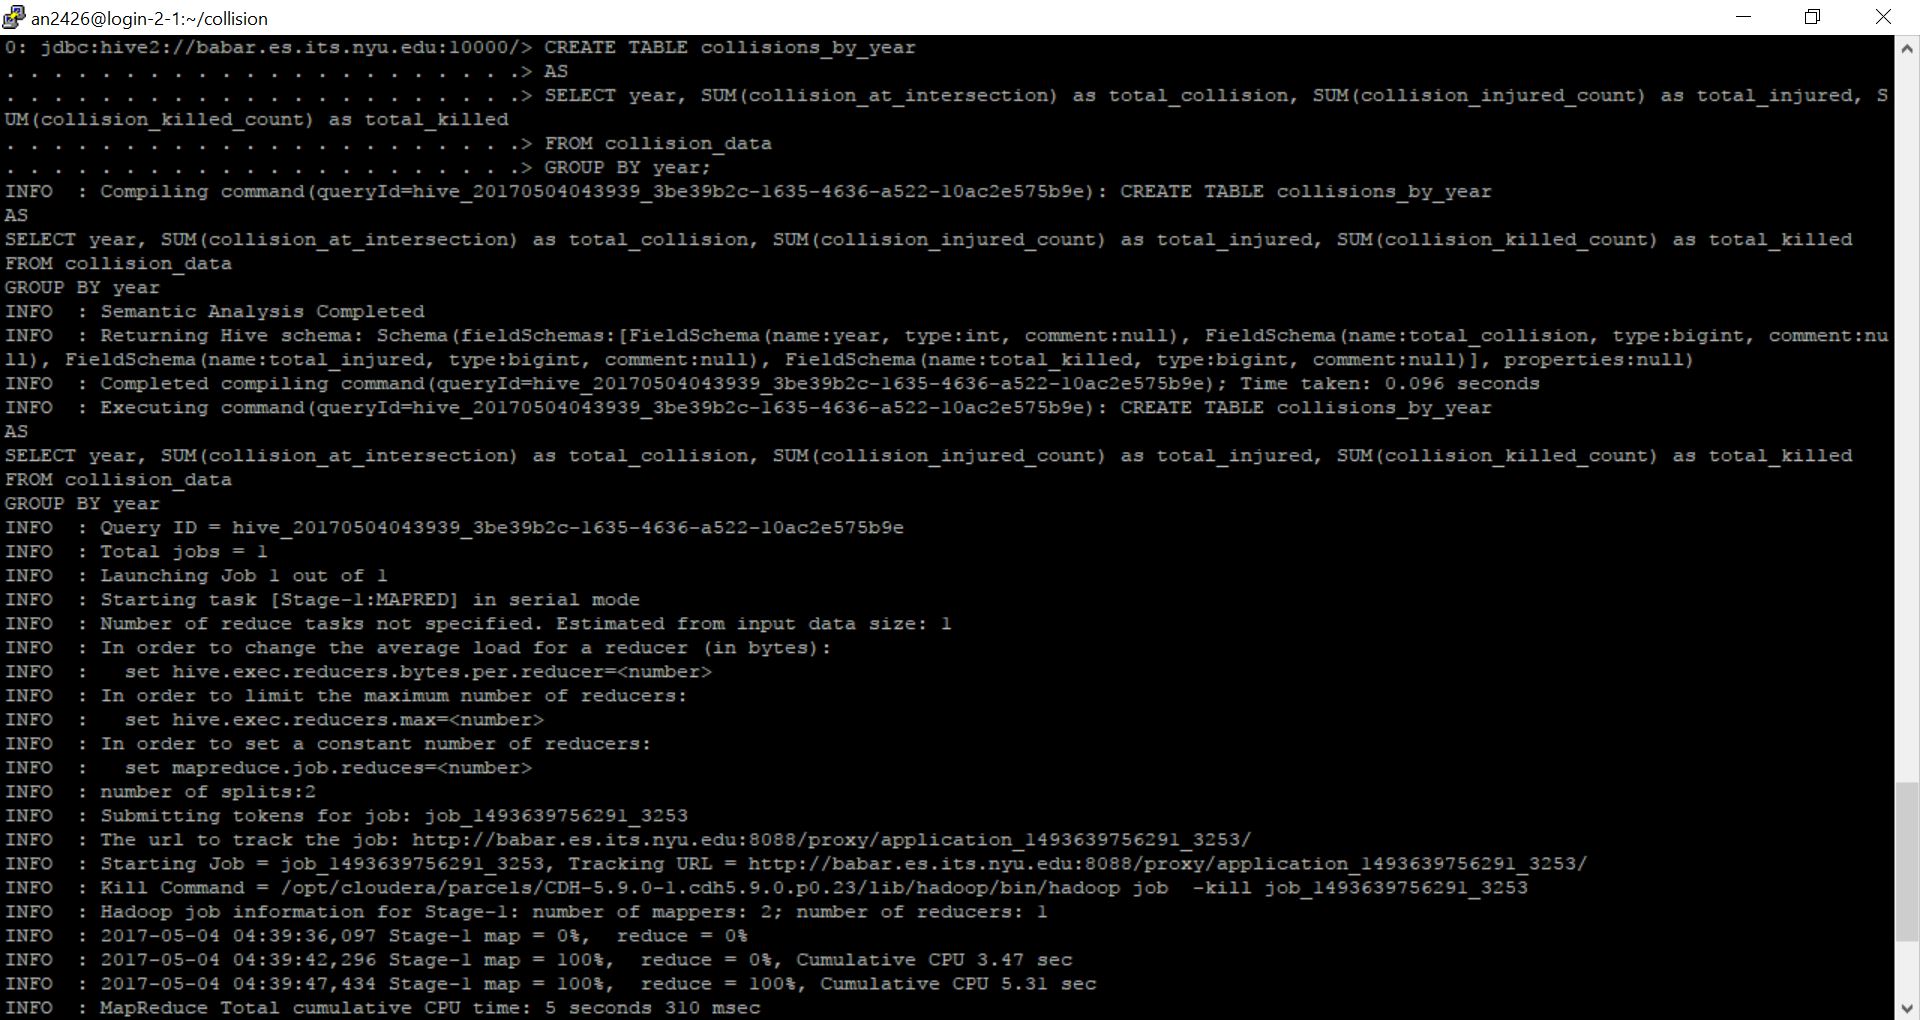 an2426@login-2-1:~/collision
0: jdbc:hive2://babar.es.its.nyu.edu:10000/> CREATE TABLE collisions_by_year
. . . . . . . . . . . . . . . . . . . . . .> AS
. . . . . . . . . . . . . . . . . . . . . .> SELECT year, SUM(collision_at_intersection) as total_collision, SUM(collision_injured_count) as total_injured, S
UM(collision_killed_count) as total_killed
. . . . . . . . . . . . . . . . . . . . . .> FROM collision_data
. . . . . . . . . . . . . . . . . . . . . .> GROUP BY year;
INFO  : Compiling command(queryId=hive_20170504043939_3be39b2c-1635-4636-a522-10ac2e575b9e): CREATE TABLE collisions_by_year
AS
SELECT year, SUM(collision_at_intersection) as total_collision, SUM(collision_injured_count) as total_injured, SUM(collision_killed_count) as total_killed
FROM collision_data
GROUP BY year
INFO  : Semantic Analysis Completed
INFO  : Returning Hive schema: Schema(fieldSchemas:[FieldSchema(name:year, type:int, comment:null), FieldSchema(name:total_collision, type:bigint, comment:nu
ll), FieldSchema(name:total_injured, type:bigint, comment:null), FieldSchema(name:total_killed, type:bigint, comment:null)], properties:null)
INFO  : Completed compiling command(queryId=hive_20170504043939_3be39b2c-1635-4636-a522-10ac2e575b9e); Time taken: 0.096 seconds
INFO  : Executing command(queryId=hive_20170504043939_3be39b2c-1635-4636-a522-10ac2e575b9e): CREATE TABLE collisions_by_year
AS
SELECT year, SUM(collision_at_intersection) as total_collision, SUM(collision_injured_count) as total_injured, SUM(collision_killed_count) as total_killed
FROM collision_data
GROUP BY year
INFO  : Query ID = hive_20170504043939_3be39b2c-1635-4636-a522-10ac2e575b9e
INFO  : Total jobs = 1
INFO  : Launching Job 1 out of 1
INFO  : Starting task [Stage-1:MAPRED] in serial mode
INFO  : Number of reduce tasks not specified. Estimated from input data size: 1
INFO  : In order to change the average load for a reducer (in bytes):
INFO  :   set hive.exec.reducers.bytes.per.reducer=<number>
INFO  : In order to limit the maximum number of reducers:
INFO  :   set hive.exec.reducers.max=<number>
INFO  : In order to set a constant number of reducers:
INFO  :   set mapreduce.job.reduces=<number>
INFO  : number of splits:2
INFO  : Submitting tokens for job: job_1493639756291_3253
INFO  : The url to track the job: http://babar.es.its.nyu.edu:8088/proxy/application_1493639756291_3253/
INFO  : Starting Job = job_1493639756291_3253, Tracking URL = http://babar.es.its.nyu.edu:8088/proxy/application_1493639756291_3253/
INFO  : Kill Command = /opt/cloudera/parcels/CDH-5.9.0-1.cdh5.9.0.p0.23/lib/hadoop/bin/hadoop job  -kill job_1493639756291_3253
INFO  : Hadoop job information for Stage-1: number of mappers: 2; number of reducers: 1
INFO  : 2017-05-04 04:39:36,097 Stage-1 map = 0%,  reduce = 0%
INFO  : 2017-05-04 04:39:42,296 Stage-1 map = 100%,  reduce = 0%, Cumulative CPU 3.47 sec
INFO  : 2017-05-04 04:39:47,434 Stage-1 map = 100%,  reduce = 100%, Cumulative CPU 5.31 sec
INFO  : MapReduce Total cumulative CPU time: 5 seconds 310 msec